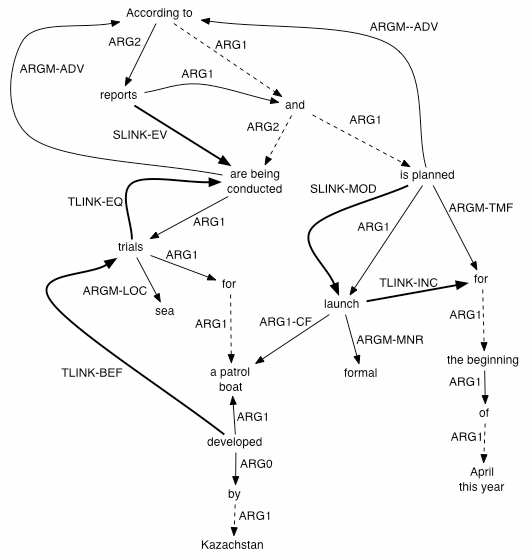 According to
ARGM--ADV
ARG2
ARG1
ARGM-ADV
ARG1
reports
and
SLINK-EV
ARG2
ARG1
are being
conducted
SLINK-MOD
is planned
TLINK-EQ
ARG1
ARG1
ARGM-TMF
trials
ARG1
for
TLINK-INC
for
ARGM-LOC
sea
launch
ARG1
ARG1-CF
ARGM-MNR
ARG1
TLINK-BEF
a patrol
boat
formal
the beginning
ARG1
ARG1
of
developed
ARG1
ARG0
April
this year
by
ARG1
Kazachstan